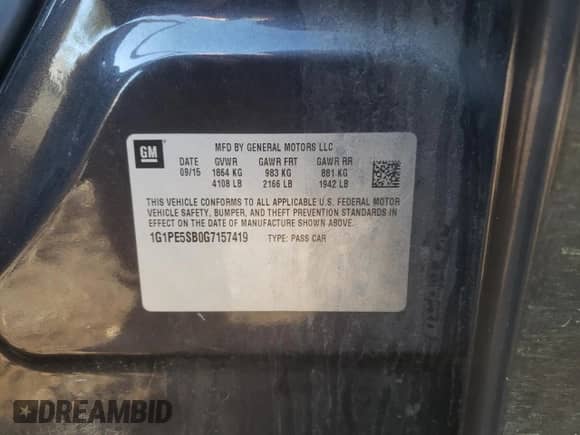 GM
MFD BY GENERAL MOTORS LLC
DATE GVWR GAWR FRT GAWR RR
09/15 1864 KG 983 KG 881 KG
4108 LB 2166 LB 1942 LB
THIS VEHICLE CONFORMS TO ALL APPLICABLE U.S. FEDERAL MOTOR
VEHICLE SAFETY, BUMPER, AND THEFT PREVENTION STANDARDS IN
EFFECT ON THE DATE OF MANUFACTURE SHOWN ABOVE.
1G1PE5SB0G7157419 TYPE: PASS CAR
DREAMBID